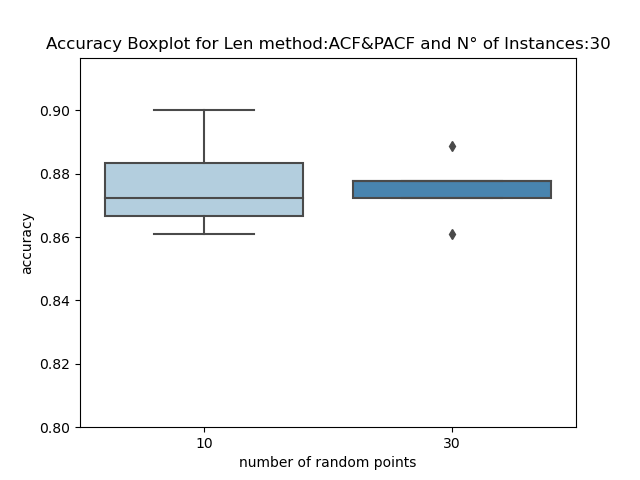 Accuracy Boxplot for Len method:ACF&PACF and N° of Instances:30
0.90
0.88
0.86
0.84
0.82
0.80
accuracy
10 30
number of random points